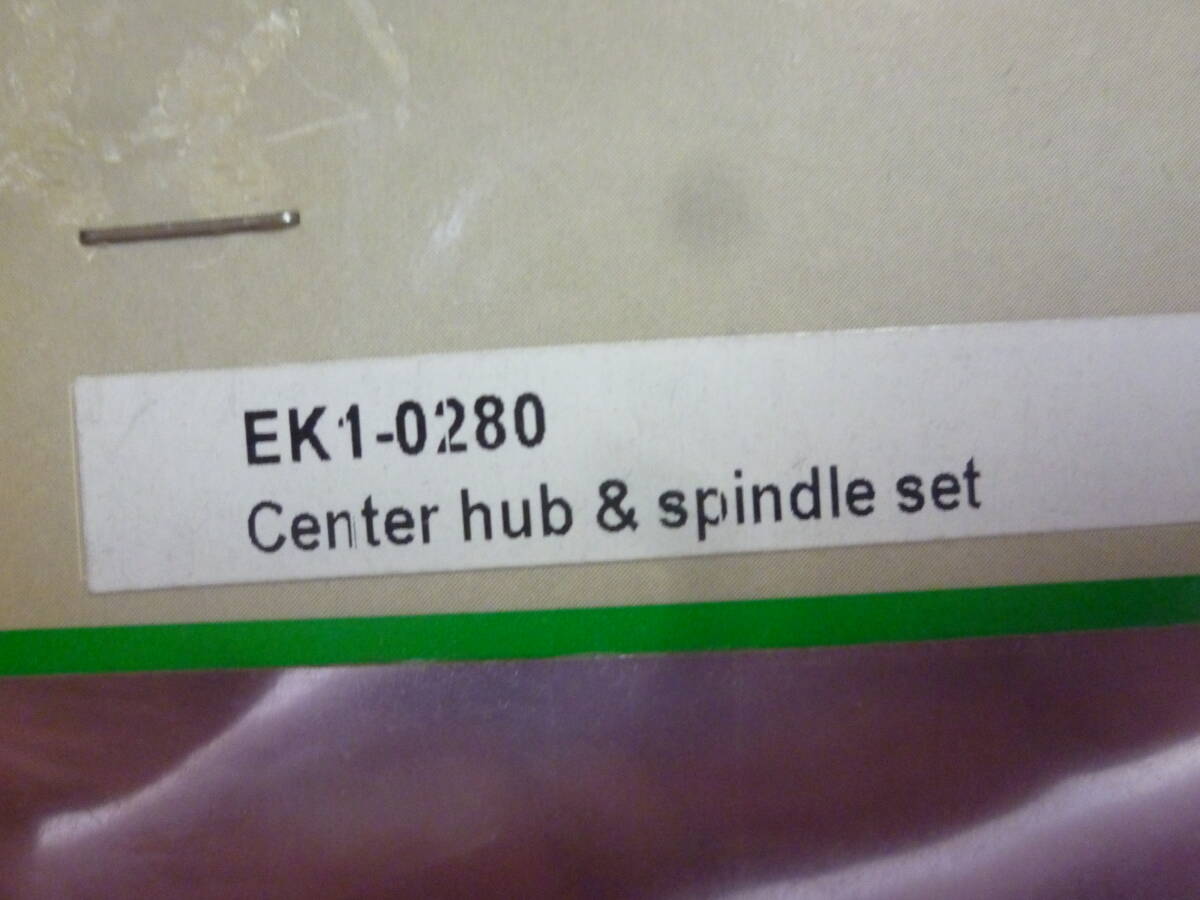 EK1-0280
Center hub & spindle set